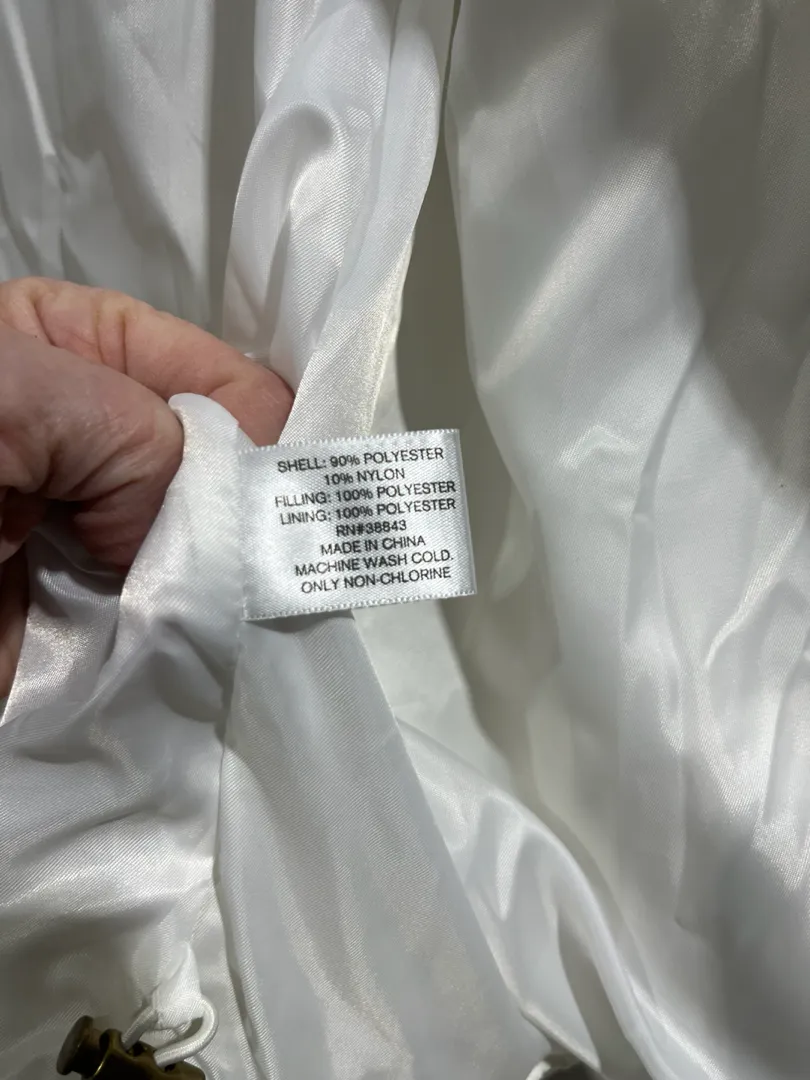 SHELL: 90% POLYESTER
10% NYLON
FILLING: 100% POLYESTER
LINING: 100% POLYESTER
RN#38843
MADE IN CHINA
MACHINE WASH COLD.
ONLY NON-CHLORINE